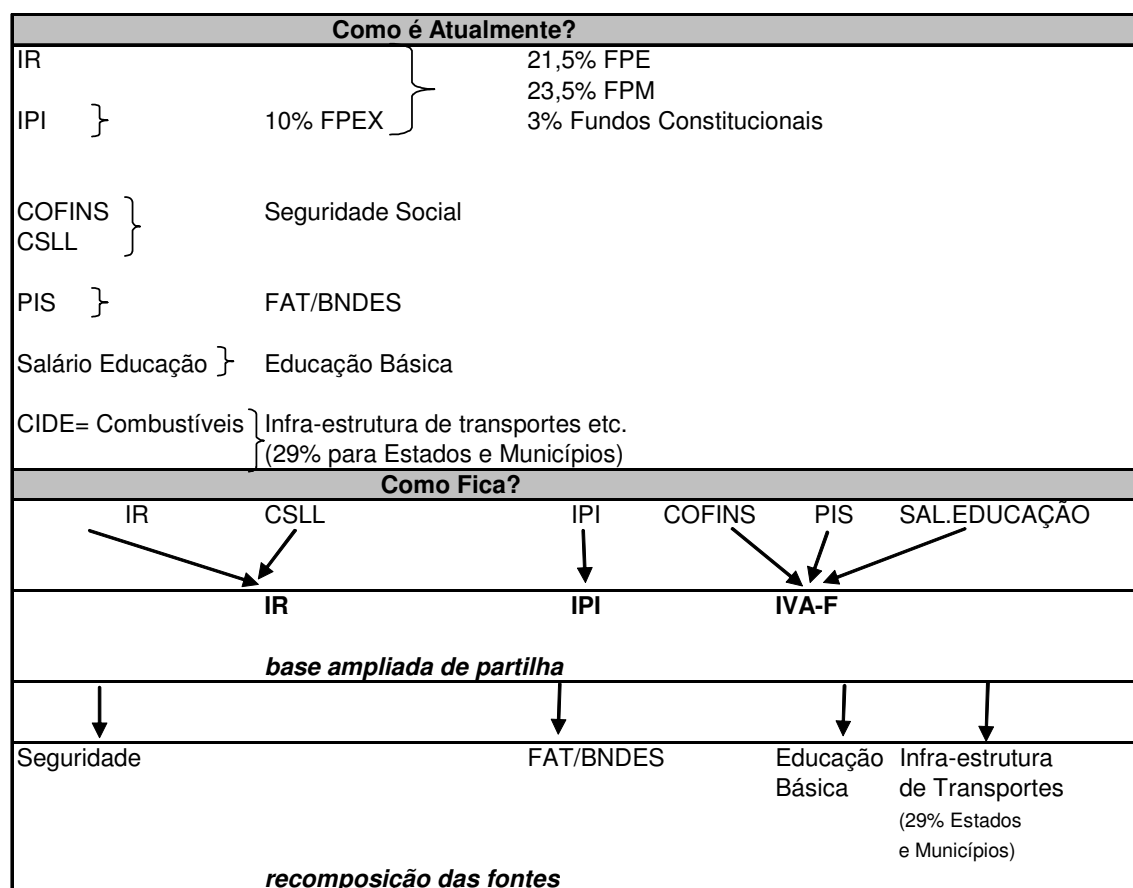 Como é Atualmente?
IR 21,5% FPE
23,5% FPM
IPI 10% FPEX 3% Fundos Constitucionais
COFINS Seguridade Social
CSLL
PIS FAT/BNDES
Salário Educação Educação Básica
CIDE= Combustíveis Infra-estrutura de transportes etc.
(29% para Estados e Municípios)
Como Fica?
IR CSLL IPI COFINS PIS SAL.EDUCAÇÃO
IR IPI IVA-F
base ampliada de partilha
Seguridade FAT/BNDES Educação Infra-estrutura
Básica de Transportes
(29% Estados
e Municípios)
recomposição das fontes